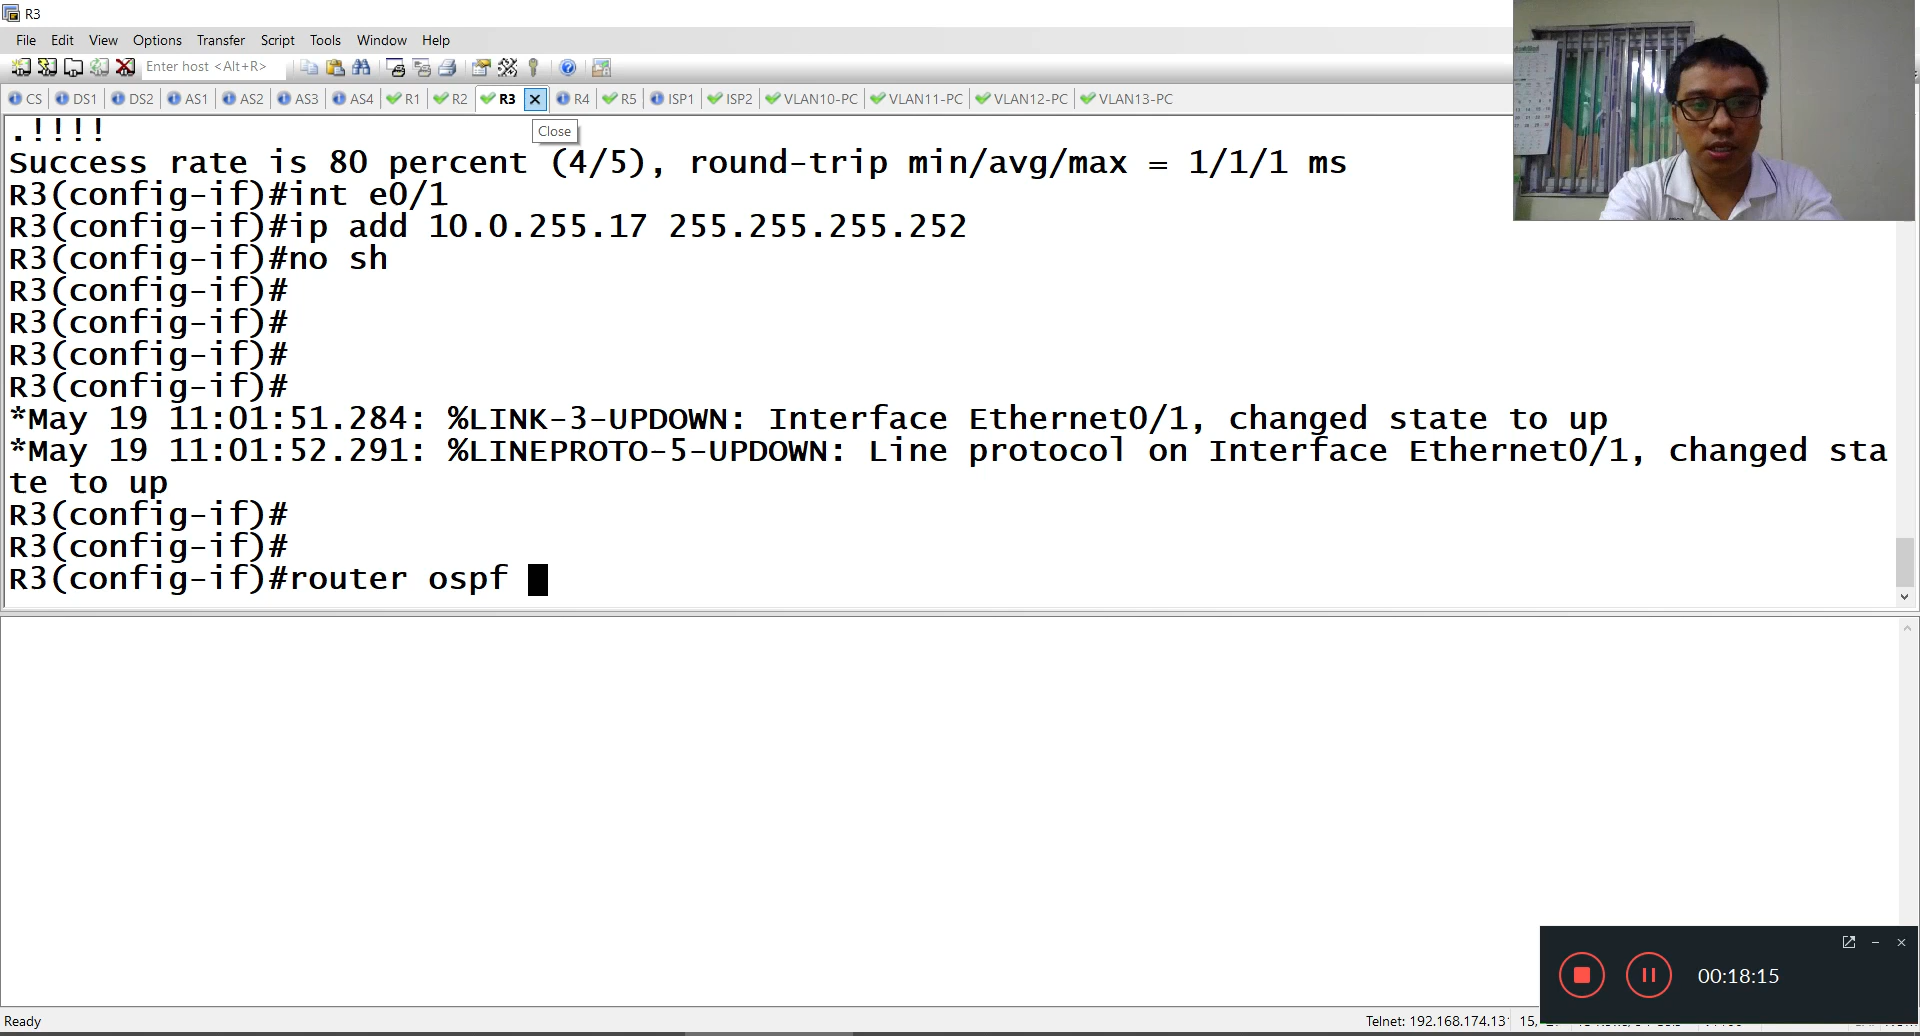 R3
File Edit View Options Transfer Script Tools Window Help
Enter host <Alt+R>
CS DS1 DS2 AS1 AS2 AS3 AS4 R1 R2 R3 R4 R5 ISP1 ISP2 VLAN10-PC VLAN11-PC VLAN12-PC VLAN13-PC
Close
.!!!!
Success rate is 80 percent (4/5), round-trip min/avg/max = 1/1/1 ms
R3(config-if)#int e0/1
R3(config-if)#ip add 10.0.255.17 255.255.255.252
R3(config-if)#no sh
R3(config-if)#
R3(config-if)#
R3(config-if)#
R3(config-if)#
*May 19 11:01:51.284: %LINK-3-UPDOWN: Interface Ethernet0/1, changed state to up
*May 19 11:01:52.291: %LINEPROTO-5-UPDOWN: Line protocol on Interface Ethernet0/1, changed sta
te to up
R3(config-if)#
R3(config-if)#
R3(config-if)#router ospf
00:18:15
Ready
Telnet: 192.168.174.13 15,